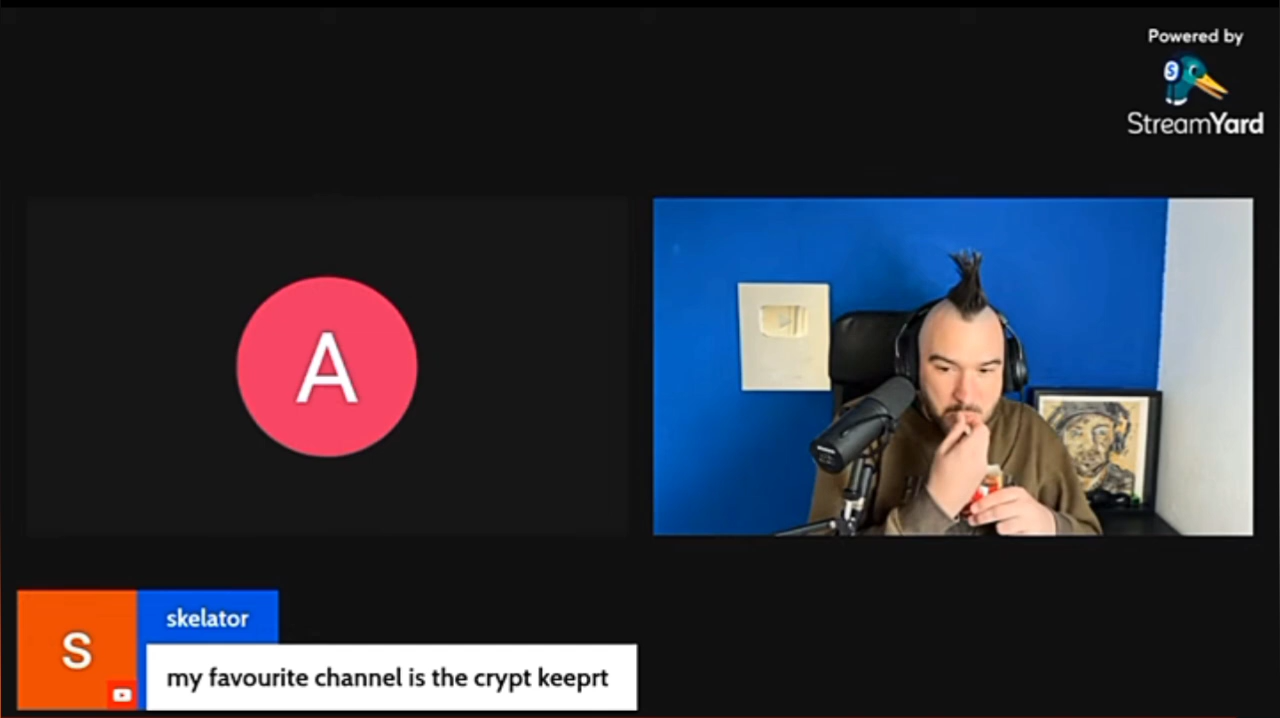 Powered by
StreamYard
A
S
skelator
my favourite channel is the crypt keeprt